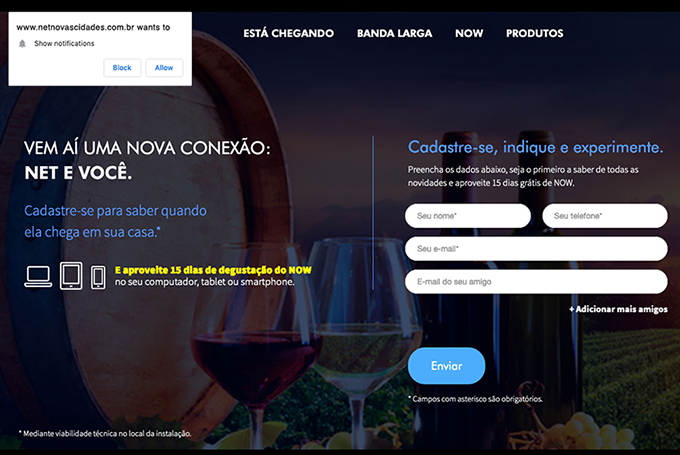 www.netnovascidades.com.br wants to
Show notifications
Block Allow
ESTÁ CHEGANDO BANDA LARGA NOW PRODUTOS
VEM AÍ UMA NOVA CONEXÃO:
NET E VOCÊ.
Cadastre-se para saber quando
ela chega em sua casa.*
E aproveite 15 dias de degustação do NOW
no seu computador, tablet ou smartphone.
Cadastre-se, indique e experimente.
Preencha os dados abaixo, seja o primeiro a saber de todas as
novidades e aproveite 15 dias grátis de NOW.
Seu nome* Seu telefone*
Seu e-mail*
E-mail do seu amigo
+ Adicionar mais amigos
Enviar
* Campos com asterisco são obrigatórios.
* Mediante viabilidade técnica no local da instalação.